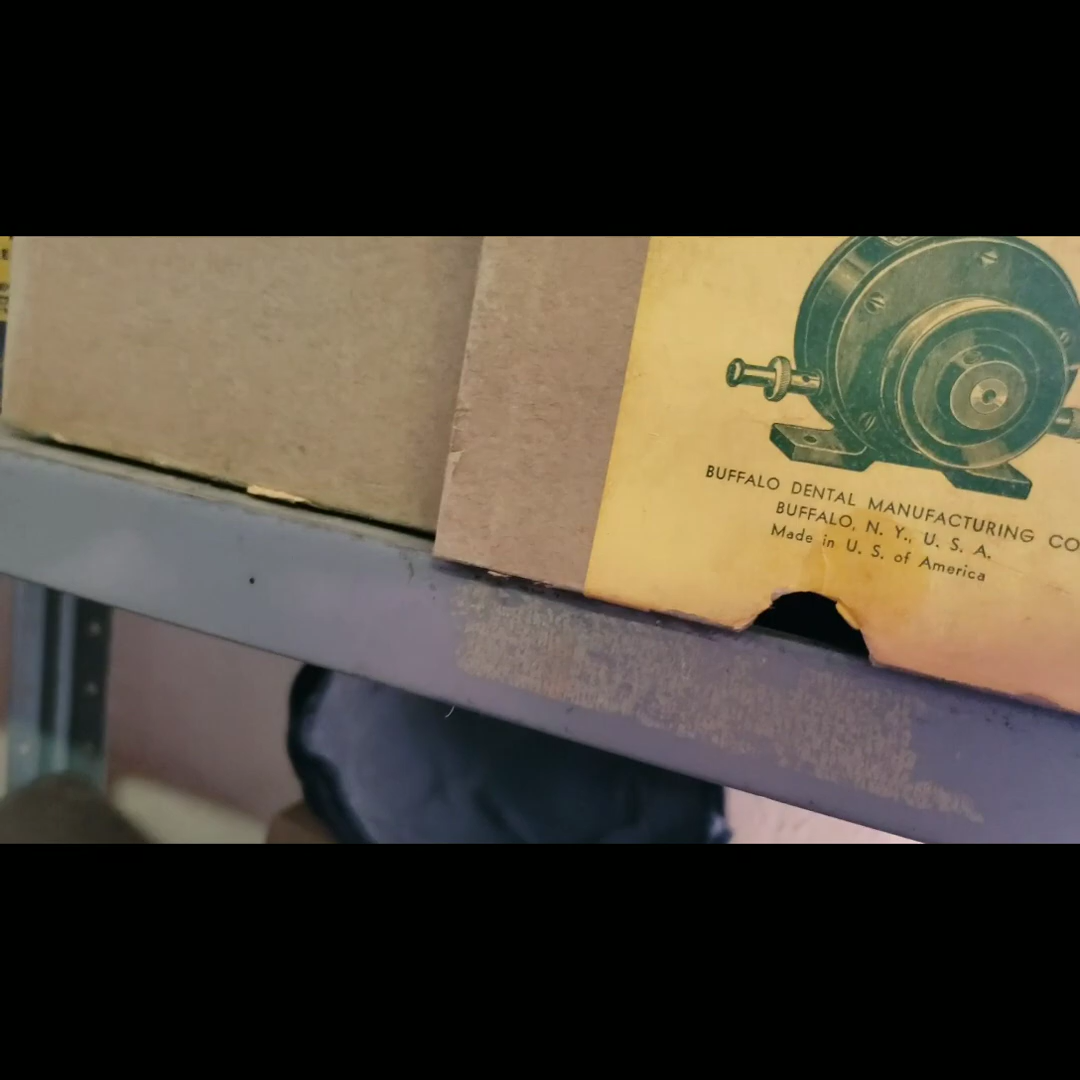 BUFFALO DENTAL MANUFACTURING CO
BUFFALO, N. Y., U. S. A.
Made in U. S. of America